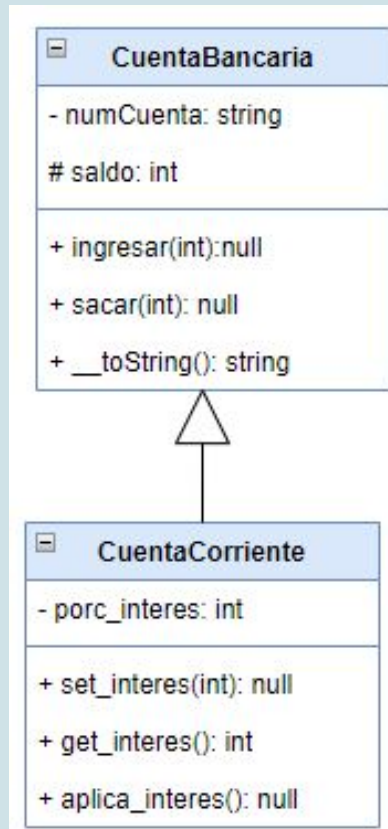 CuentaBancaria
- numCuenta: string
# saldo: int
+ ingresar(int):null
+ sacar(int): null
+ __toString(): string
CuentaCorriente
- porc_interes: int
+ set_interes(int): null
+ get_interes(): int
+ aplica_interes(): null